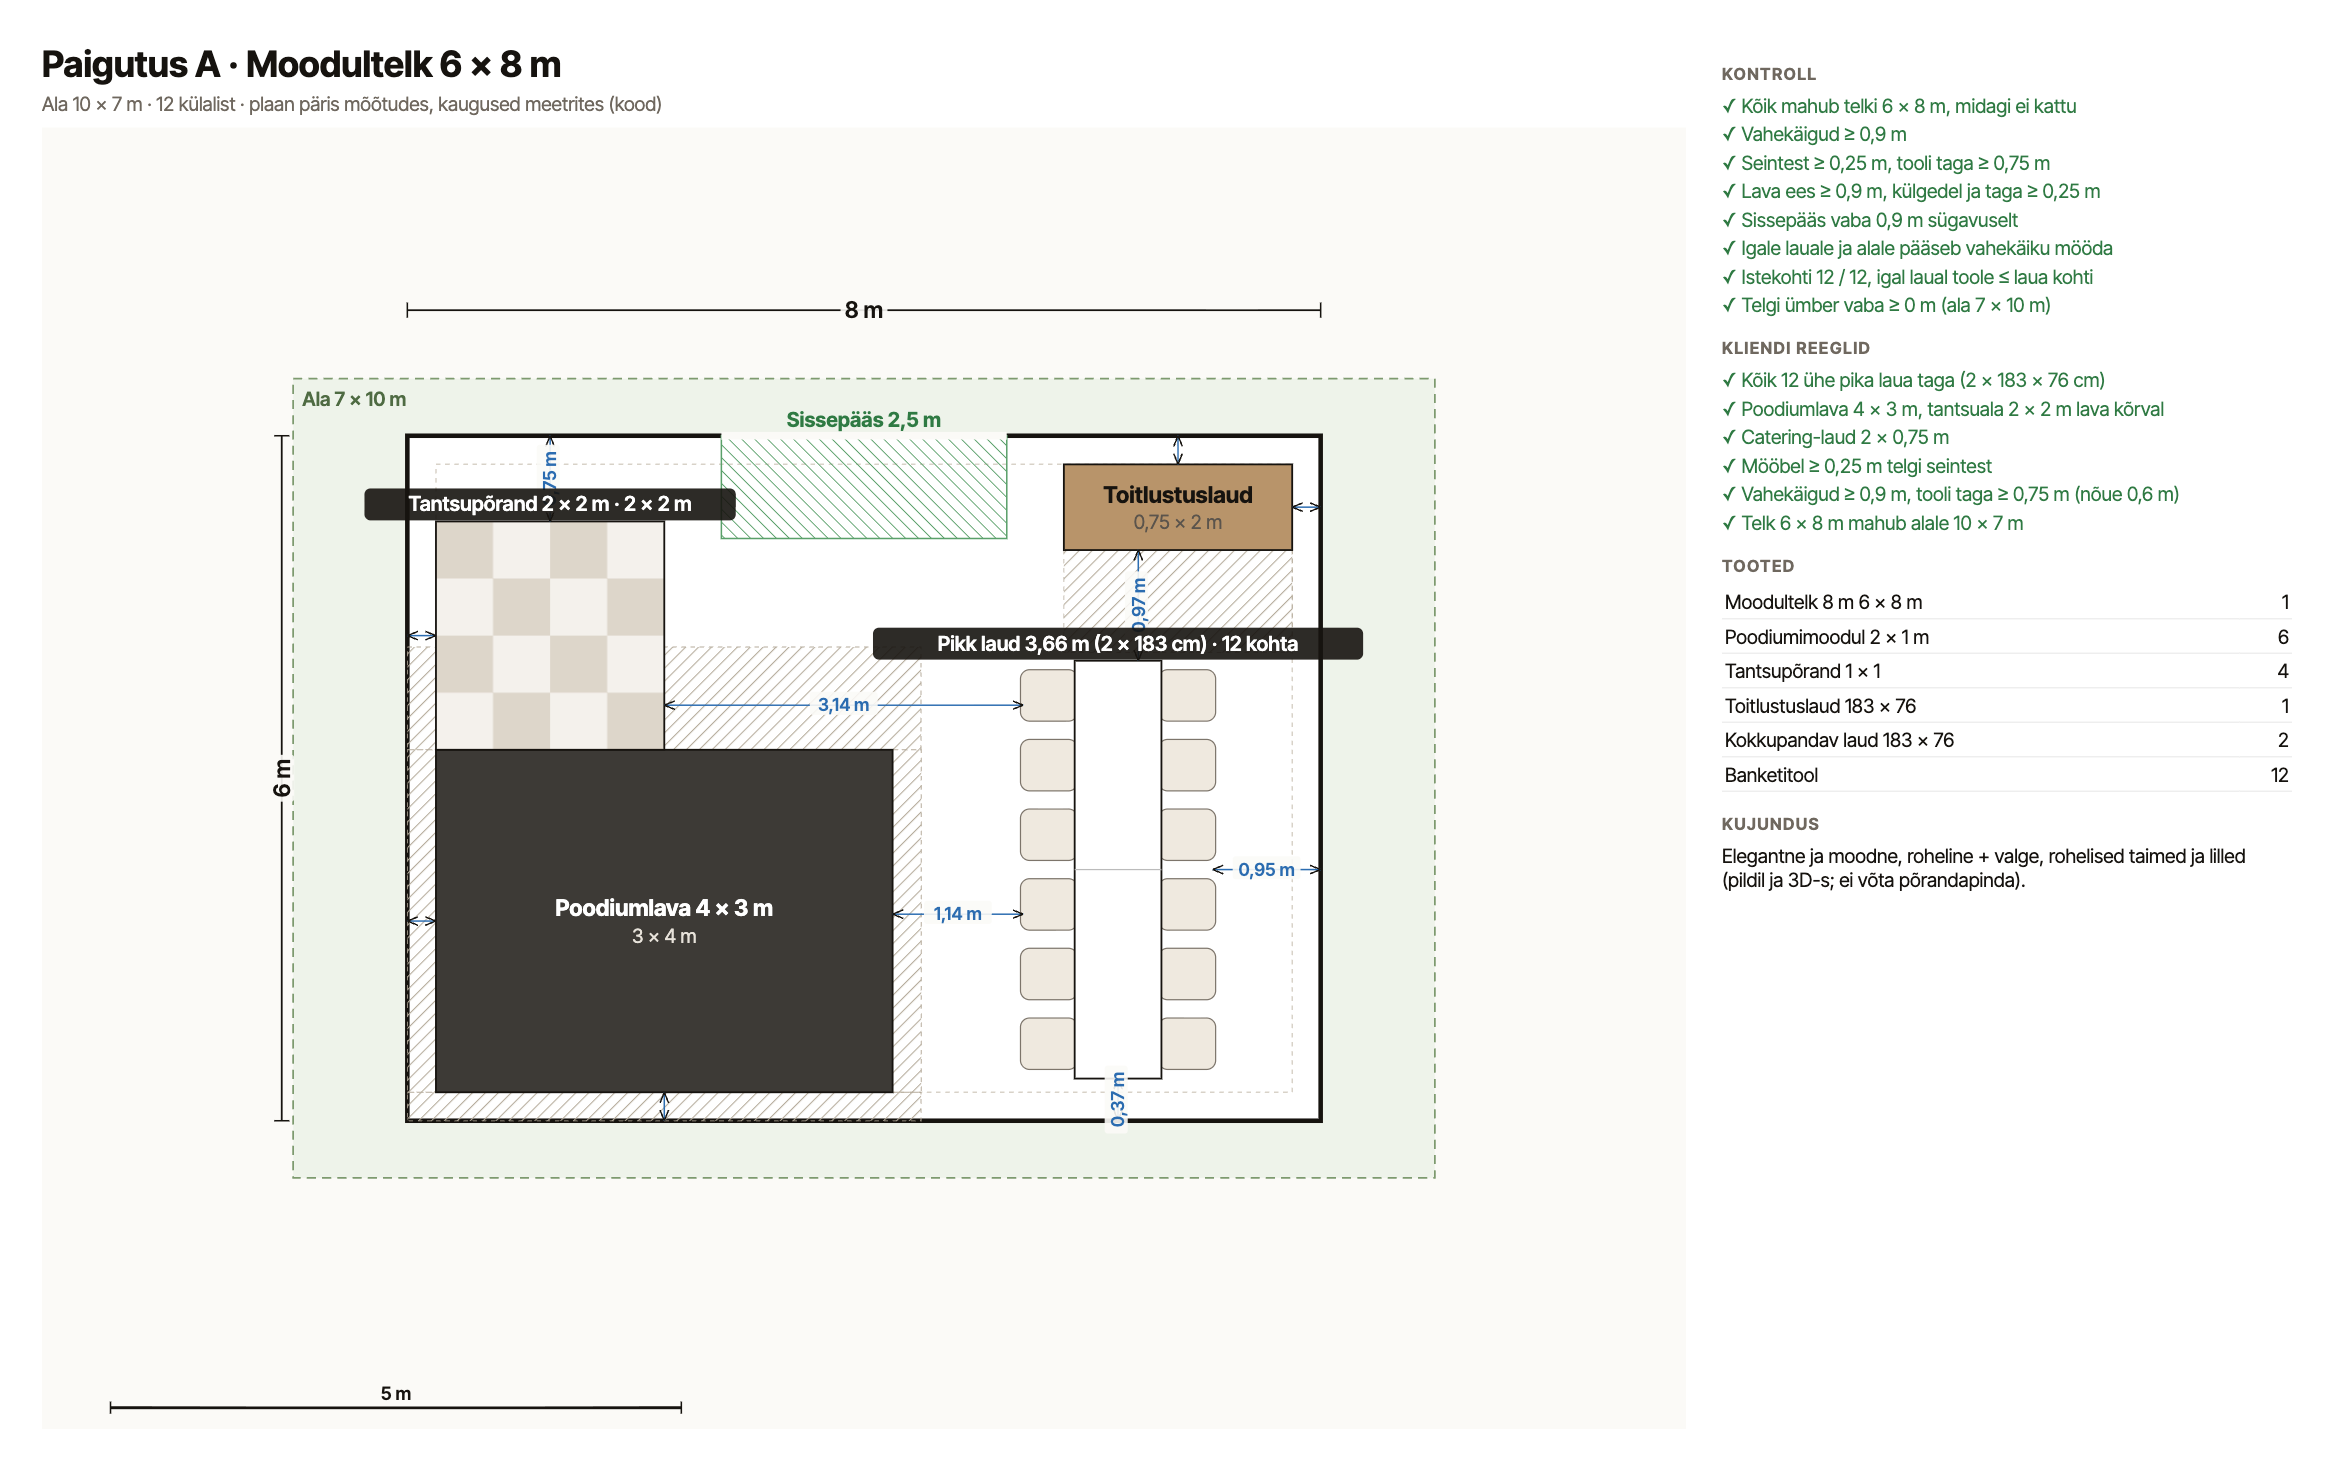 Paigutus A · Moodultelk 6 × 8 m
Ala 10 × 7 m · 12 külalist · plaan päris mõõtudes, kaugused meetrites (kood)
8 m
Ala 7 × 10 m
Sissepääs 2,5 m
75 m
Tantsupõrand 2 × 2 m · 2 × 2 m
Toitlustuslaud
0,75 × 2 m
0,97 m
Pikk laud 3,66 m (2 × 183 cm) · 12 kohta
3,14 m
6 m
0,95 m
Poodiumlava 4 × 3 m
3 × 4 m
1,14 m
0,37 m
5 m
KONTROLL
✓ Kõik mahub telki 6 × 8 m, midagi ei kattu
✓ Vahekäigud ≥ 0,9 m
✓ Seintest ≥ 0,25 m, tooli taga ≥ 0,75 m
✓ Lava ees ≥ 0,9 m, külgedel ja taga ≥ 0,25 m
✓ Sissepääs vaba 0,9 m sügavuselt
✓ Igale lauale ja alale pääseb vahekäiku mööda
✓ Istekohti 12 / 12, igal laual toole ≤ laua kohti
✓ Telgi ümber vaba ≥ 0 m (ala 7 × 10 m)
KLIENDI REEGLID
✓ Kõik 12 ühe pika laua taga (2 × 183 × 76 cm)
✓ Poodiumlava 4 × 3 m, tantsuala 2 × 2 m lava kõrval
✓ Catering-laud 2 × 0,75 m
✓ Mööbel ≥ 0,25 m telgi seintest
✓ Vahekäigud ≥ 0,9 m, tooli taga ≥ 0,75 m (nõue 0,6 m)
✓ Telk 6 × 8 m mahub alale 10 × 7 m
TOOTED
Moodultelk 8 m 6 × 8 m 1
Poodiumimoodul 2 × 1 m 6
Tantsupõrand 1 × 1 4
Toitlustuslaud 183 × 76 1
Kokkupandav laud 183 × 76 2
Banketitool 12
KUJUNDUS
Elegantne ja moodne, roheline + valge, rohelised taimed ja lilled
(pildil ja 3D-s; ei võta põrandapinda).